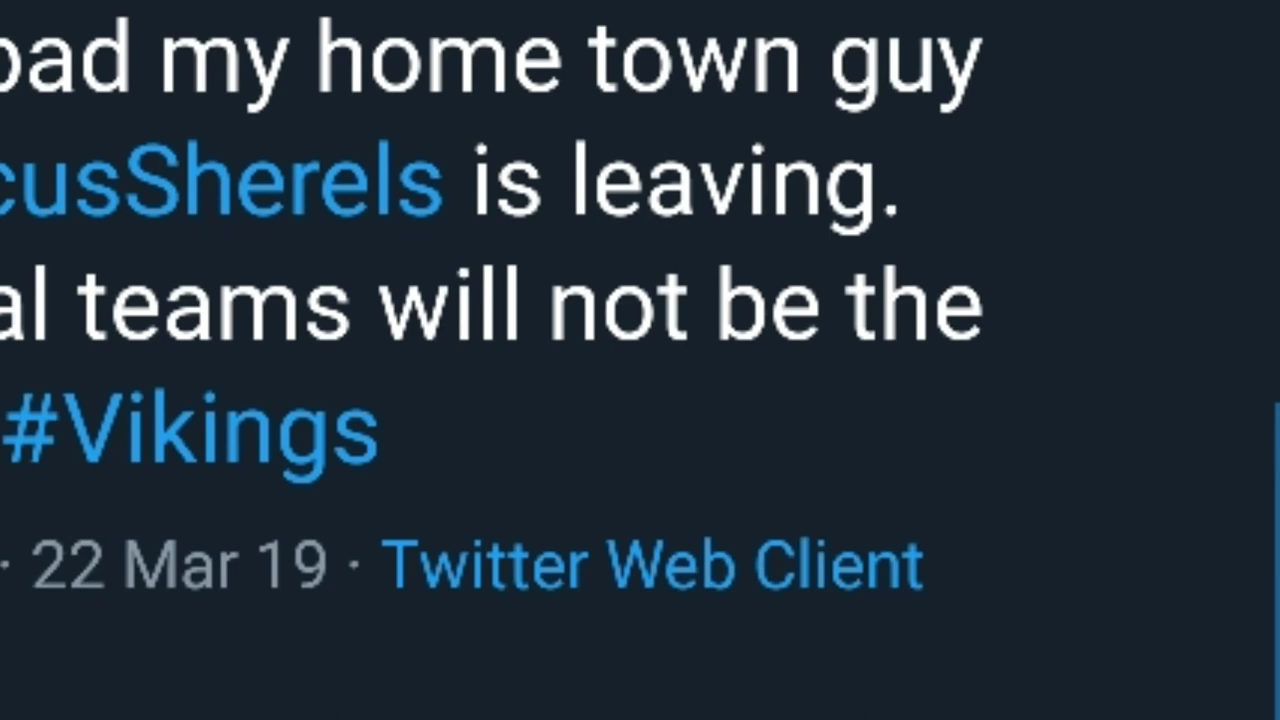 bad my home town guy
cusSherels is leaving.
al teams will not be the
#Vikings
· 22 Mar 19 · Twitter Web Client